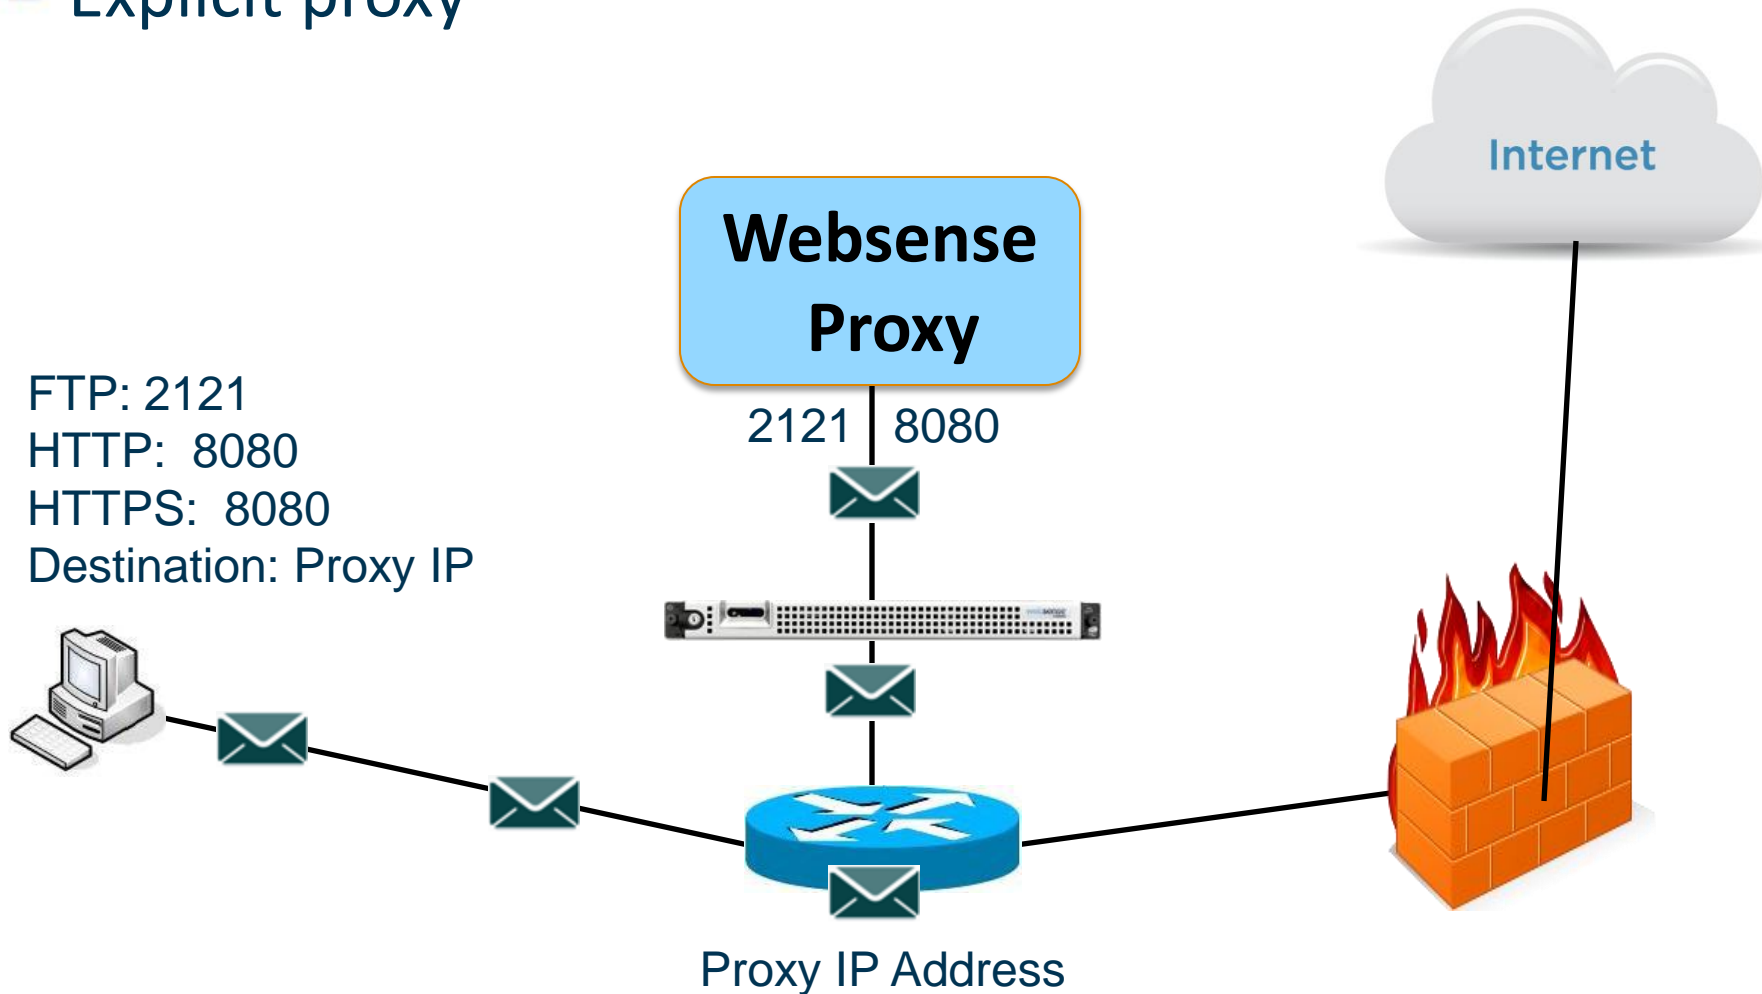 Explicit proxy
Internet
Websense
Proxy
FTP: 2121
HTTP: 8080
HTTPS: 8080
Destination: Proxy IP
2121 8080
websense
Proxy IP Address